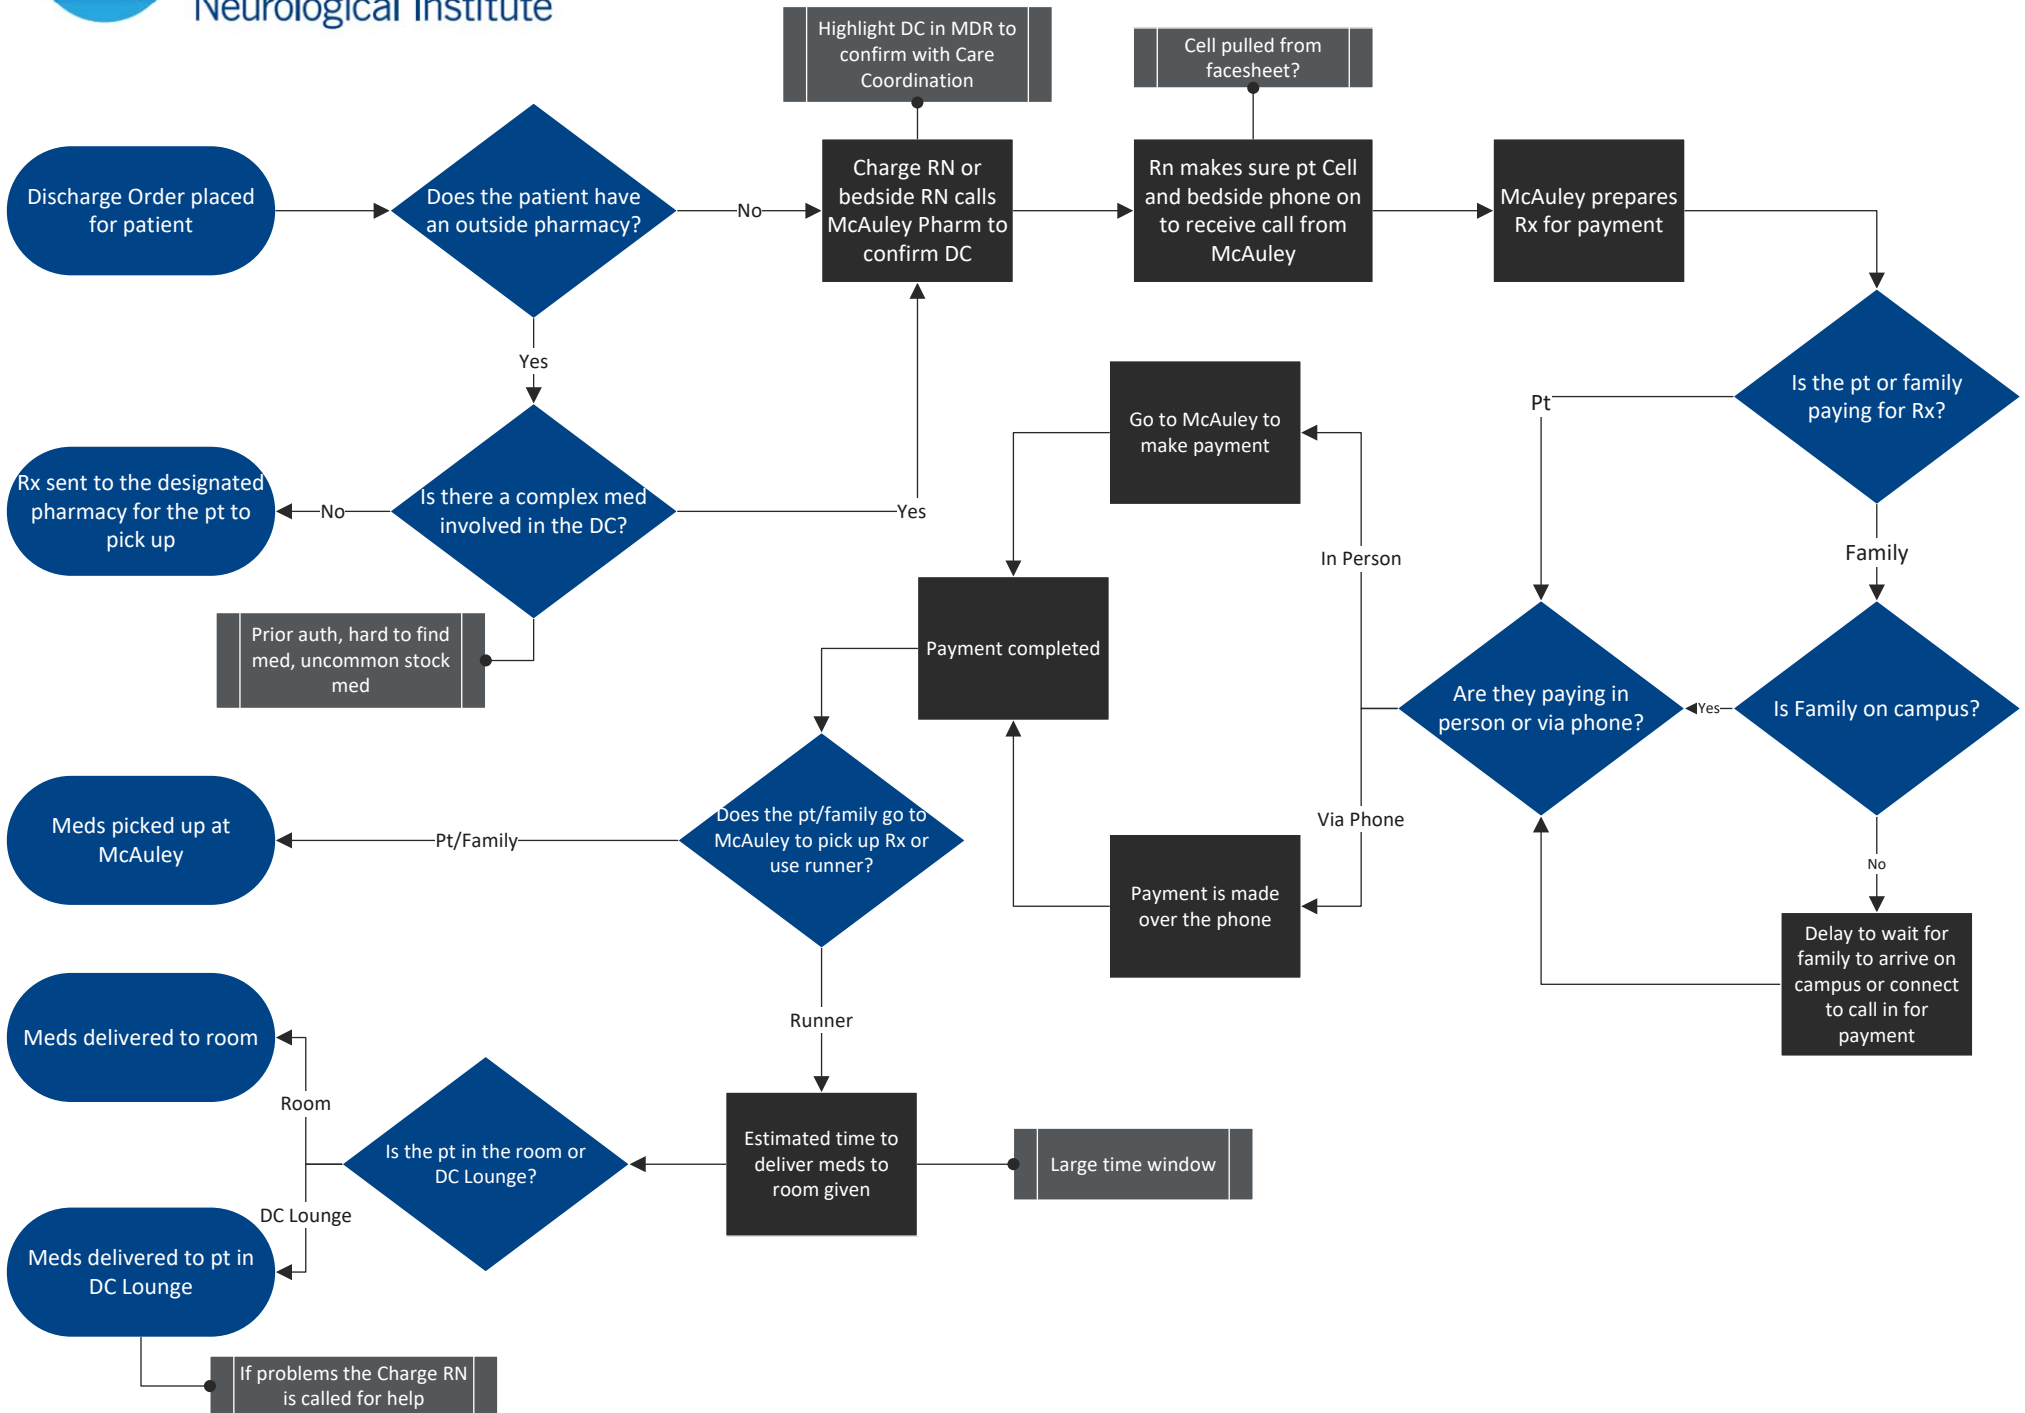 Neurological Institute
Highlight DC in MDR to
confirm with Care
Coordination
Cell pulled from
facesheet?
Discharge Order placed
for patient
Does the patient have
an outside pharmacy?
No
Charge RN or
bedside RN calls
McAuley Pharm to
confirm DC
Rn makes sure pt Cell
and bedside phone on
to receive call from
McAuley
McAuley prepares
Rx for payment
Yes
Is the pt or family
paying for Rx?
Pt
Family
Go to McAuley to
make payment
Rx sent to the designated
pharmacy for the pt to
pick up
No
Is there a complex med
involved in the DC?
Yes
In Person
Prior auth, hard to find
med, uncommon stock
med
Payment completed
Are they paying in
person or via phone?
Yes
Is Family on campus?
Via Phone
No
Meds picked up at
McAuley
Pt/Family
Does the pt/family go to
McAuley to pick up Rx or
use runner?
Payment is made
over the phone
Delay to wait for
family to arrive on
campus or connect
to call in for
payment
Runner
Meds delivered to room
Room
Is the pt in the room or
DC Lounge?
Estimated time to
deliver meds to
room given
Large time window
DC Lounge
Meds delivered to pt in
DC Lounge
If problems the Charge RN
is called for help